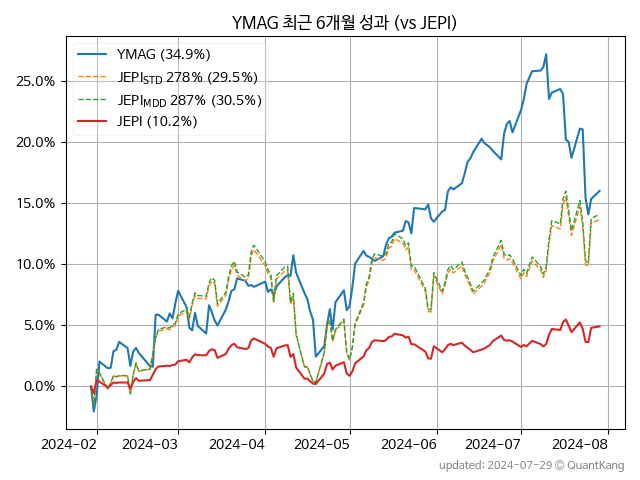 YMAG 최근 6개월 성과 (vs JEPI)
YMAG (34.9%)
JEPISTD 278% (29.5%)
JEPIMDD 287% (30.5%)
JEPI (10.2%)
25.0%
20.0%
15.0%
10.0%
5.0%
0.0%
2024-02 2024-03 2024-04 2024-05 2024-06 2024-07 2024-08
updated: 2024-07-29 © QuantKang